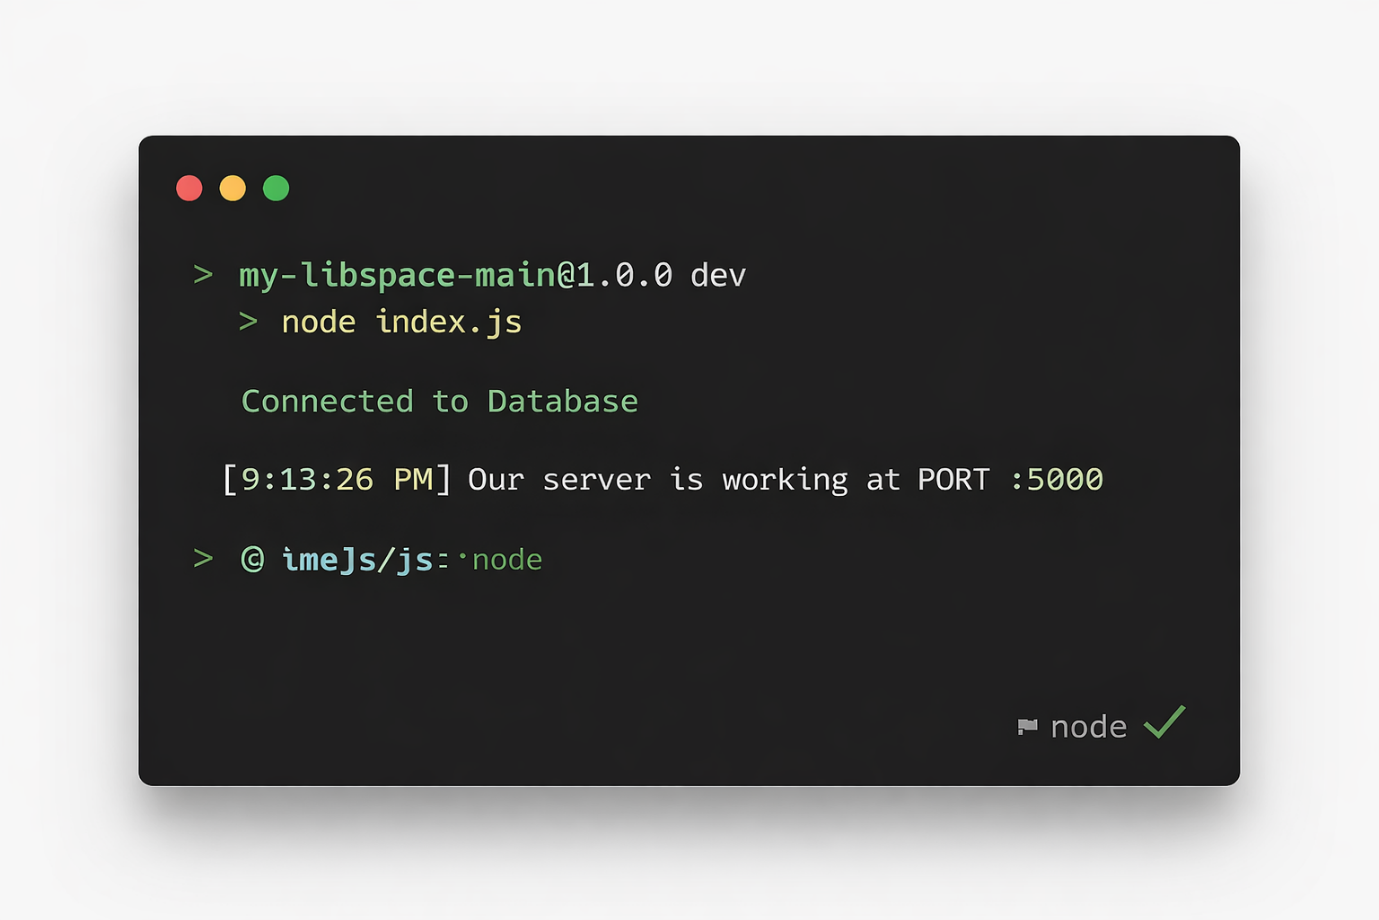 > my-libspace-main@1.0.0 dev
> node index.js
Connected to Database
[9:13:26 PM] Our server is working at PORT :5000
> @ imeJs/js: node
node